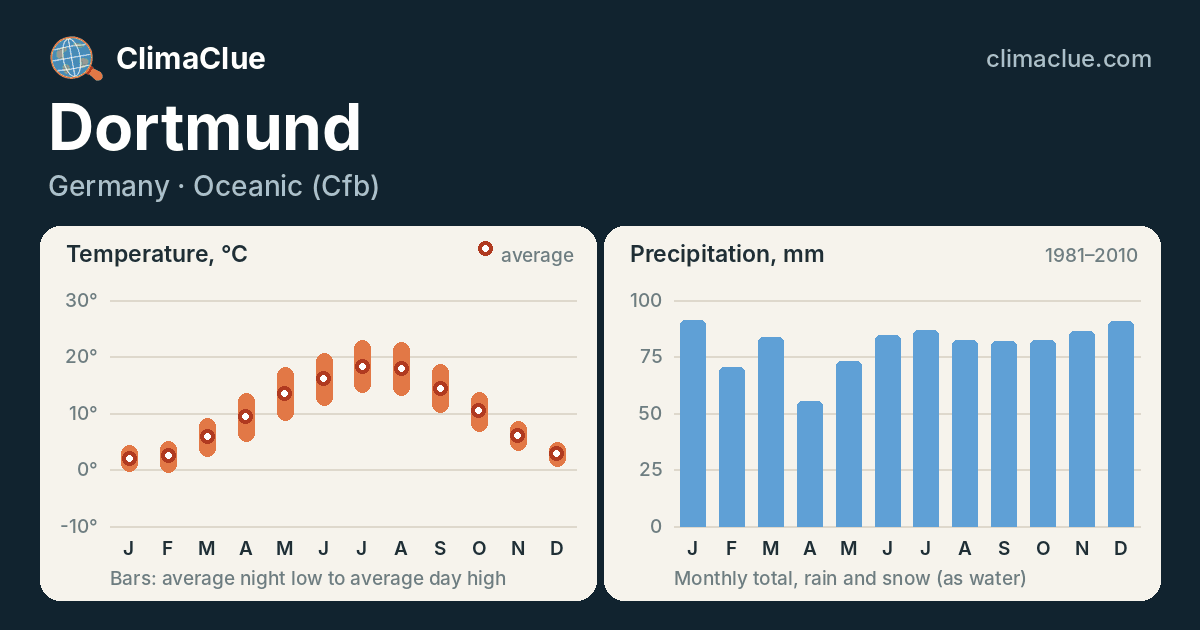 ClimaClue
climaclue.com
Dortmund
Germany · Oceanic (Cfb)
Temperature, °C
average
30°
20°
10°
0°
-10°
J F M A M J J A S O N D
Bars: average night low to average day high
Precipitation, mm
1981–2010
100
75
50
25
0
J F M A M J J A S O N D
Monthly total, rain and snow (as water)